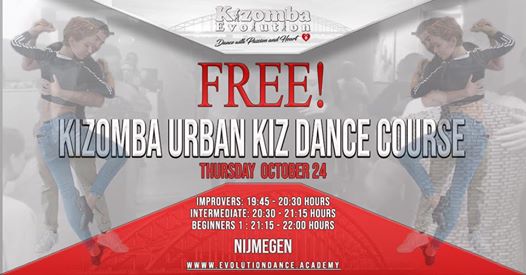 Kizomba
Evolution
Dance with Passion and Heart
FREE!
KIZOMBA URBAN KIZ DANCE COURSE
THURSDAY OCTOBER 24
IMPROVERS: 19:45 - 20:30 HOURS
INTERMEDIATE: 20:30 - 21:15 HOURS
BEGINNERS 1 : 21:15 - 22:00 HOURS
NIJMEGEN
WWW.EVOLUTIONDANCE.ACADEMY